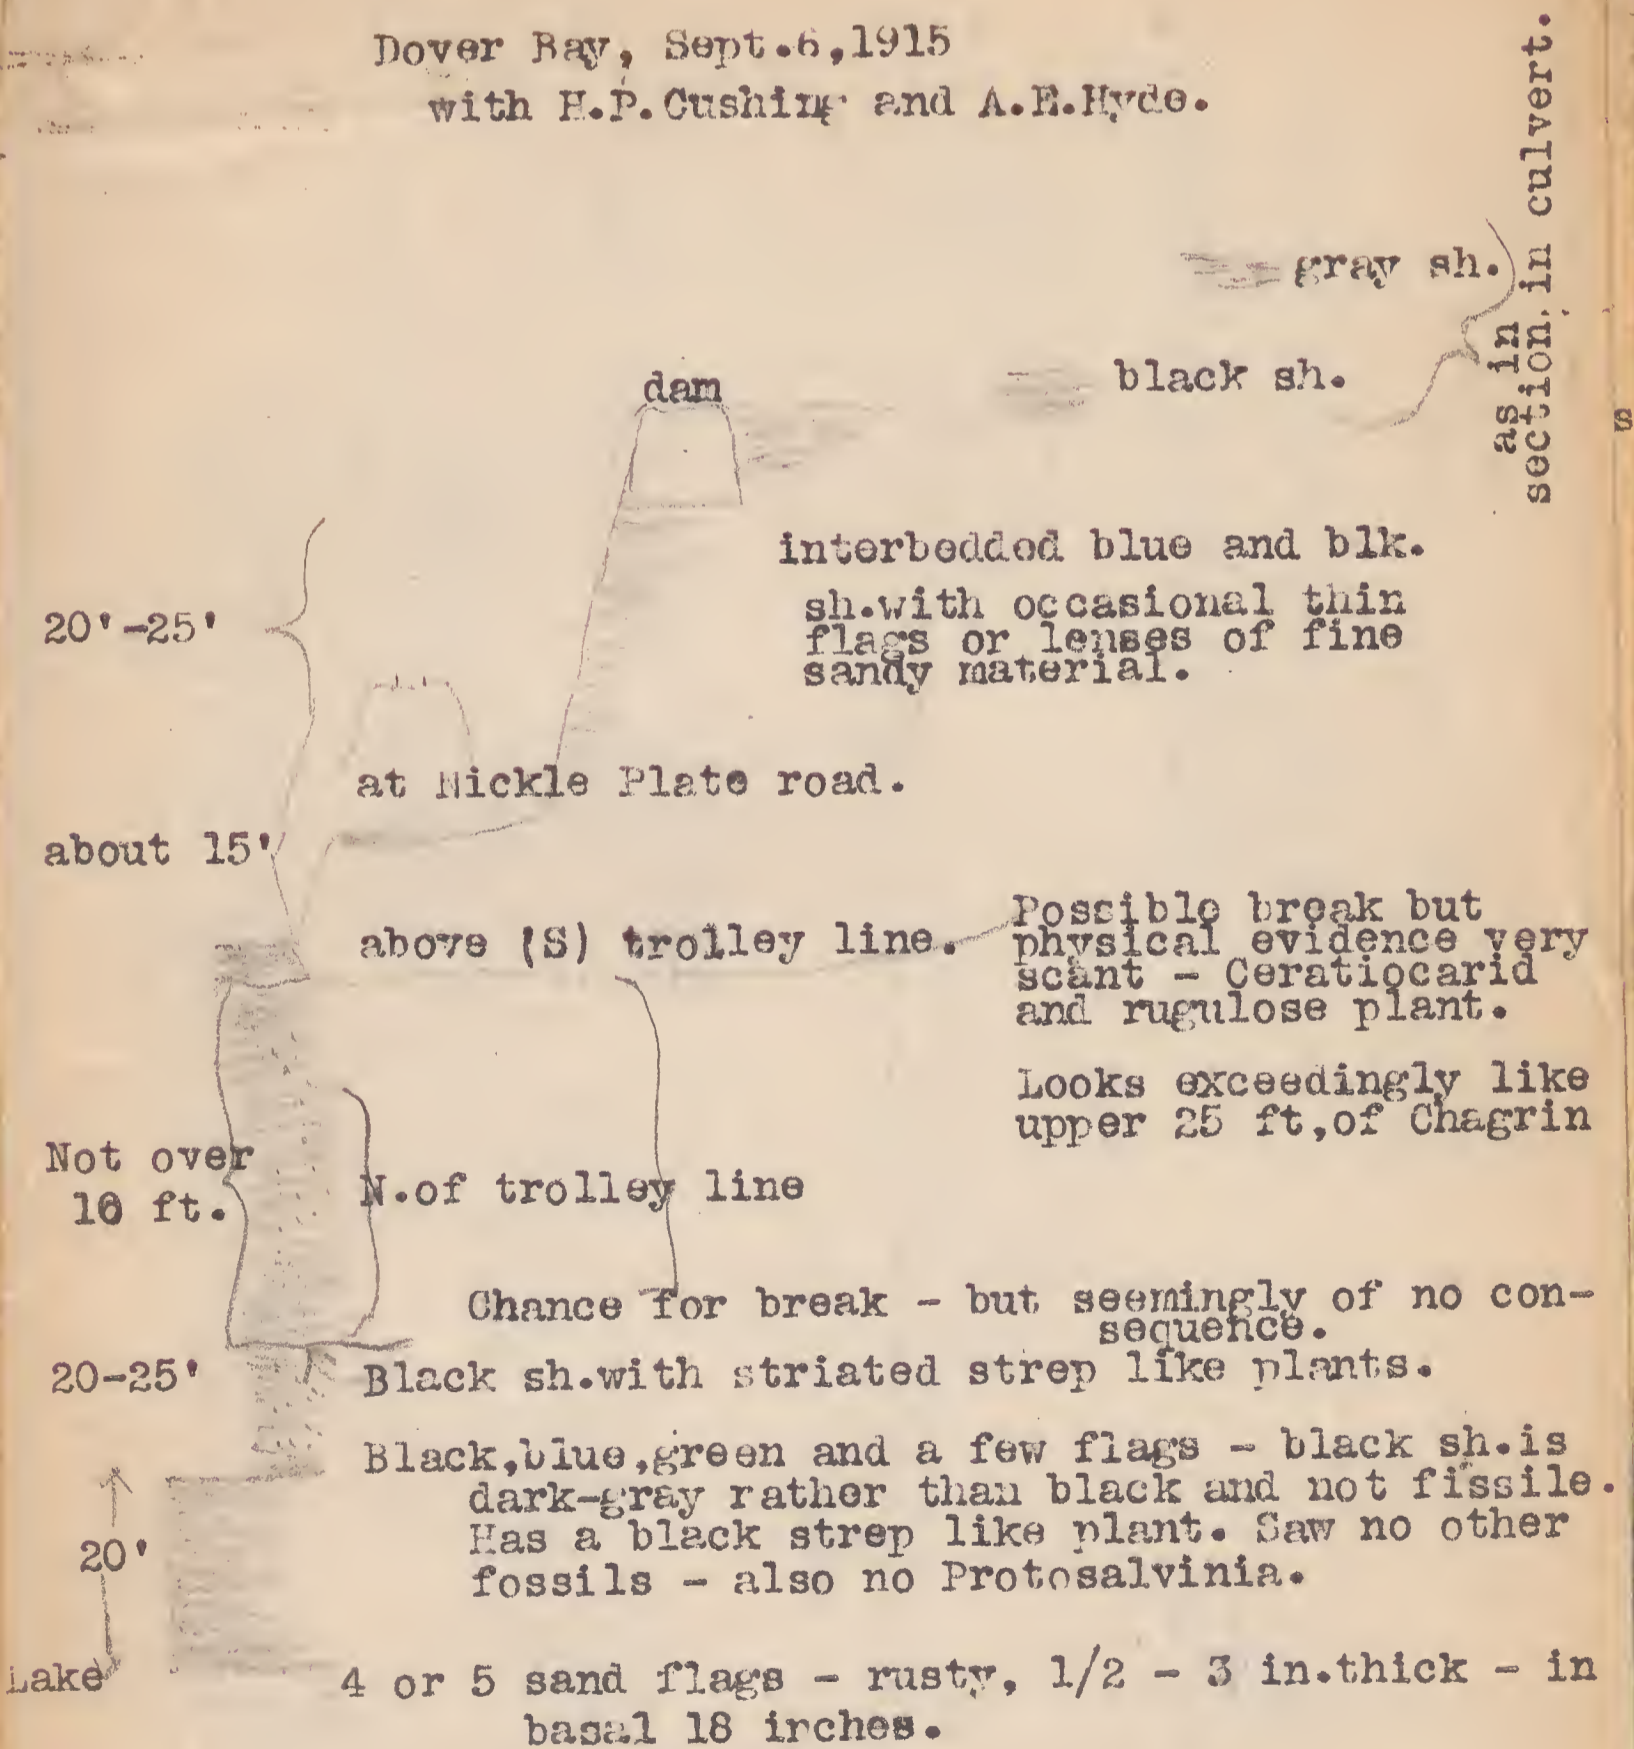 Dover Bay, Sept.6,1915
with H.P.Cushing and A.E.Hyde.
gray sh.
black sh.
as in
section in culvert.
dam
interbedded blue and blk.
sh.with occasional thin
flags or lenses of fine
sandy material.
20'-25'
at Nickle Plate road.
about 15'
above (S) trolley line.
Possible break but
physical evidence very
scant - Ceratiocarid
and rugulose plant.
Looks exceedingly like
upper 25 ft,of Chagrin
Not over
10 ft.
N.of trolley line
Chance for break - but seemingly of no con-
sequence.
20-25'
Black sh.with striated strep like plants.
Black,blue,green and a few flags - black sh.is
dark-gray rather than black and not fissile.
Has a black strep like plant. Saw no other
fossils - also no Protosalvinia.
20'
Lake
4 or 5 sand flags - rusty, 1/2 - 3 in.thick - in
basal 18 inches.
s